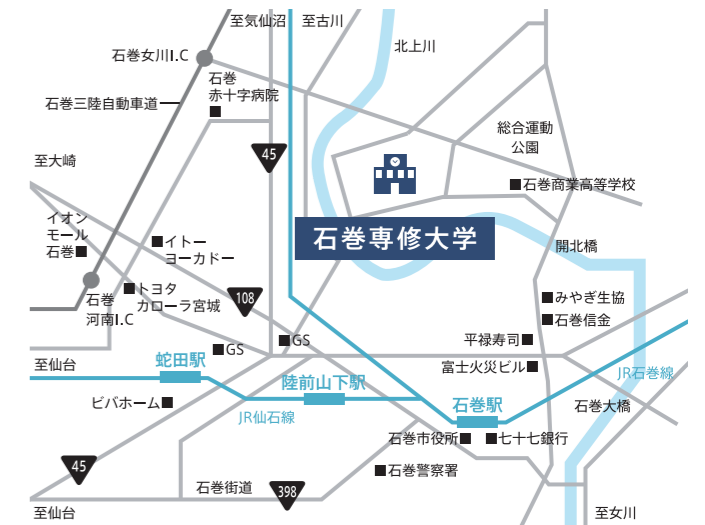 至気仙沼
至古川
北上川
石巻女川I.C
石巻
赤十字病院
石巻三陸自動車道
総合運動
公園
45
至大崎
石巻商業高等学校
イオン
モール
石巻
イトー
ヨーカドー
石巻専修大学
開北橋
トヨタ
カローラ宮城
石巻
河南I.C
108
みやぎ生協
石巻信金
GS
GS
平禄寿司
至仙台
蛇田駅
富士火災ビル
JR石巻線
陸前山下駅
ビバホーム
JR仙石線
石巻駅
石巻大橋
石巻市役所
七十七銀行
45
石巻警察署
石巻街道
398
至仙台
至女川